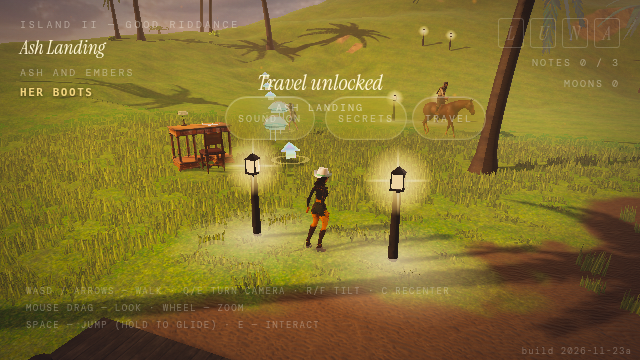 ISLAND II — GOOD RIDDANCE
Ash Landing
ASH AND EMBERS
HER BOOTS
L U N A
NOTES 0 / 3
MOONS 0
Travel unlocked
ASH LANDING
SOUND ON
SECRETS
TRAVEL
WASD / ARROWS — WALK · Q/E TURN CAMERA · R/F TILT · C RECENTER
MOUSE DRAG — LOOK · WHEEL — ZOOM
SPACE — JUMP (HOLD TO GLIDE) · E — INTERACT
build 2026-11-23a